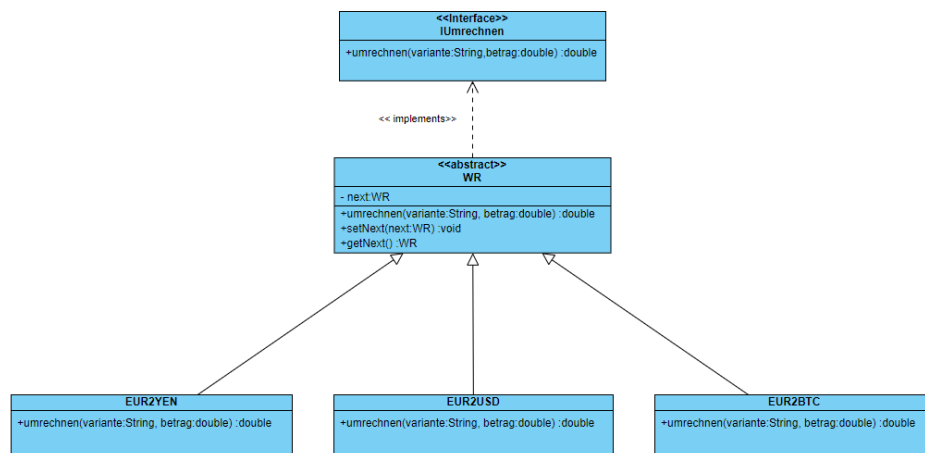 <<Interface>>
IUmrechnen
+umrechnen(variante:String,betrag:double) :double
<< implements>>
<<abstract>>
WR
- next:WR
+umrechnen(variante:String, betrag:double) :double
+setNext(next:WR) :void
+getNext() :WR
EUR2YEN
+umrechnen(variante:String, betrag:double) :double
EUR2USD
+umrechnen(variante:String, betrag:double) :double
EUR2BTC
+umrechnen(variante:String, betrag:double) :double